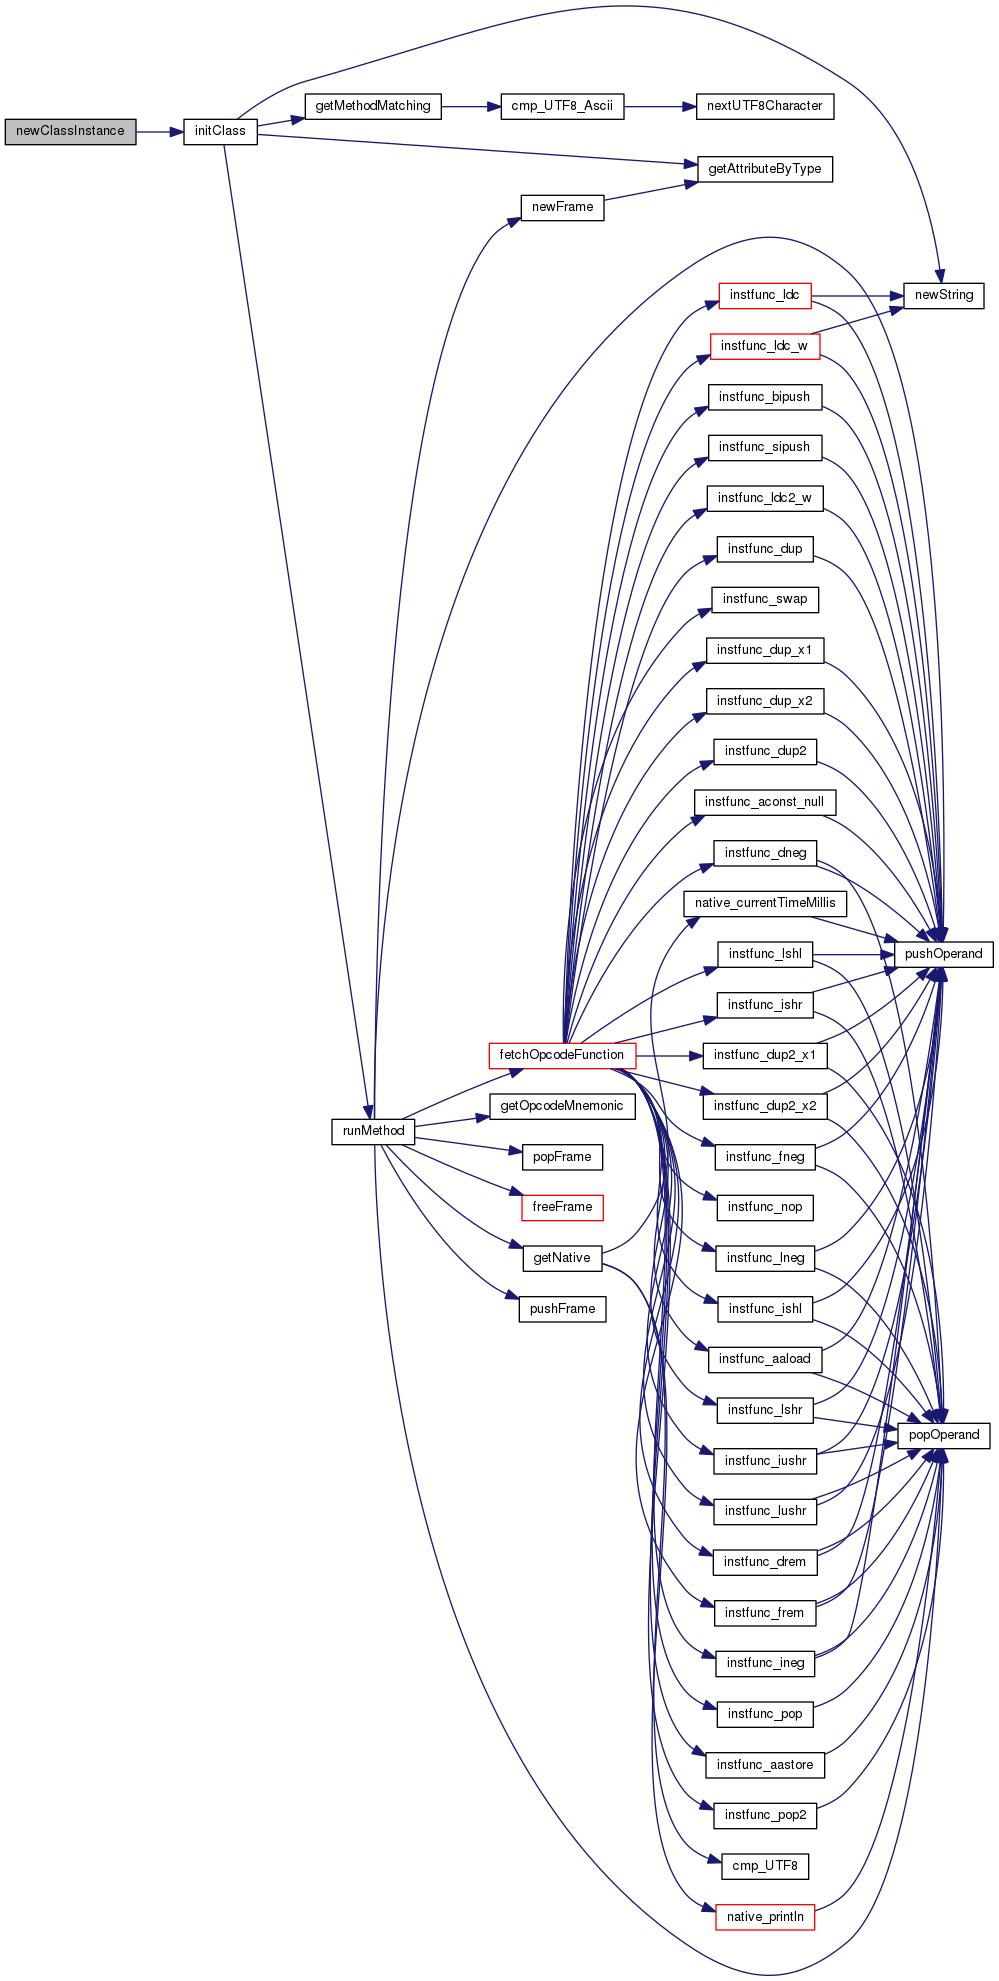 newClassInstance
initClass
getMethodMatching
cmp_UTF8_Ascii
nextUTF8Character
getAttributeByType
newFrame
newString
instfunc_ldc
instfunc_ldc_w
instfunc_bipush
instfunc_sipush
instfunc_ldc2_w
instfunc_dup
instfunc_swap
instfunc_dup_x1
instfunc_dup_x2
instfunc_dup2
instfunc_aconst_null
instfunc_dneg
native_currentTimeMillis
instfunc_lshl
pushOperand
instfunc_ishr
fetchOpcodeFunction
instfunc_dup2_x1
getOpcodeMnemonic
instfunc_dup2_x2
runMethod
popFrame
instfunc_fneg
freeFrame
instfunc_nop
getNative
instfunc_lneg
pushFrame
instfunc_ishl
instfunc_aaload
instfunc_lshr
popOperand
instfunc_iushr
instfunc_lushr
instfunc_drem
instfunc_frem
instfunc_ineg
instfunc_pop
instfunc_aastore
instfunc_pop2
cmp_UTF8
native_println